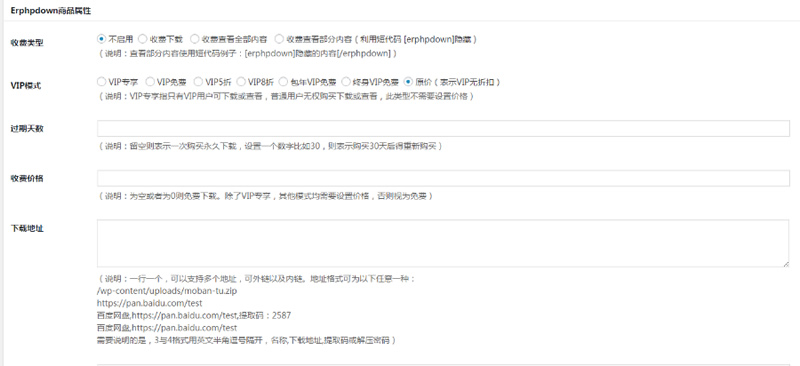 Erphpdown商品属性
收费类型 不启用 收费下载 收费查看全部内容 收费查看部分内容（利用短代码 [erphpdown]隐藏）
（说明：查看部分内容使用短代码例子：[erphpdown]隐藏的内容[/erphpdown]）
VIP模式 VIP专享 VIP免费 VIP5折 VIP8折 包年VIP免费 终身VIP免费 原价（表示VIP无折扣）
（说明：VIP专享指只有VIP用户可下载或查看，普通用户无权购买下载或查看，此类型不需要设置价格）
过期天数
（说明：留空则表示一次购买永久下载，设置一个数字比如30，则表示购买30天后得重新购买）
收费价格
（说明：为空或者为0则免费下载。除了VIP专享，其他模式均需要设置价格，否则视为免费）
下载地址
（说明：一行一个，可以支持多个地址，可外链以及内链。地址格式可为以下任意一种：
/wp-content/uploads/moban-tu.zip
https://pan.baidu.com/test
百度网盘,https://pan.baidu.com/test,提取码：2587
百度网盘,https://pan.baidu.com/test
需要说明的是，3与4格式用英文半角逗号隔开，名称,下载地址,提取码或解压密码）